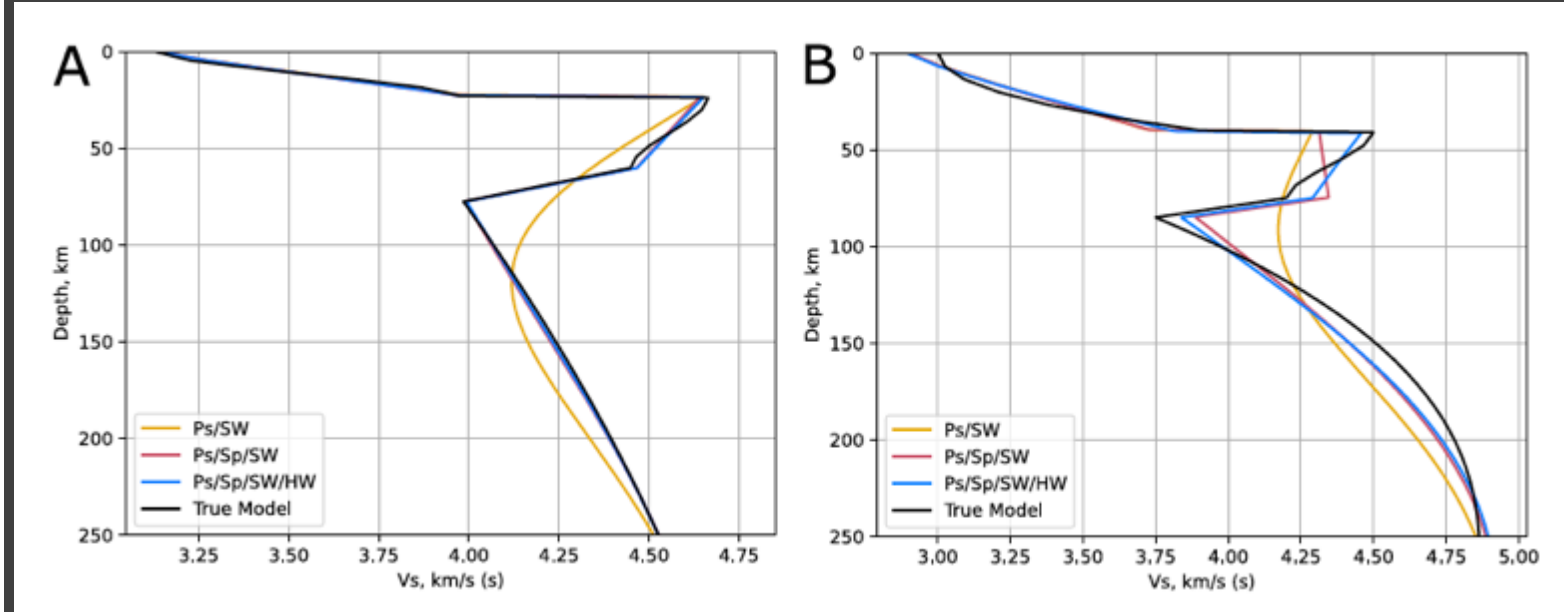 A
0
50
100
150
200
250
Depth, km
3.25
3.50
3.75
4.00
4.25
4.50
4.75
Vs, km/s (s)
Ps/SW
Ps/Sp/SW
Ps/Sp/SW/HW
True Model
B
0
50
100
150
200
250
Depth, km
3.00
3.25
3.50
3.75
4.00
4.25
4.50
4.75
5.00
Vs, km/s (s)
Ps/SW
Ps/Sp/SW
Ps/Sp/SW/HW
True Model